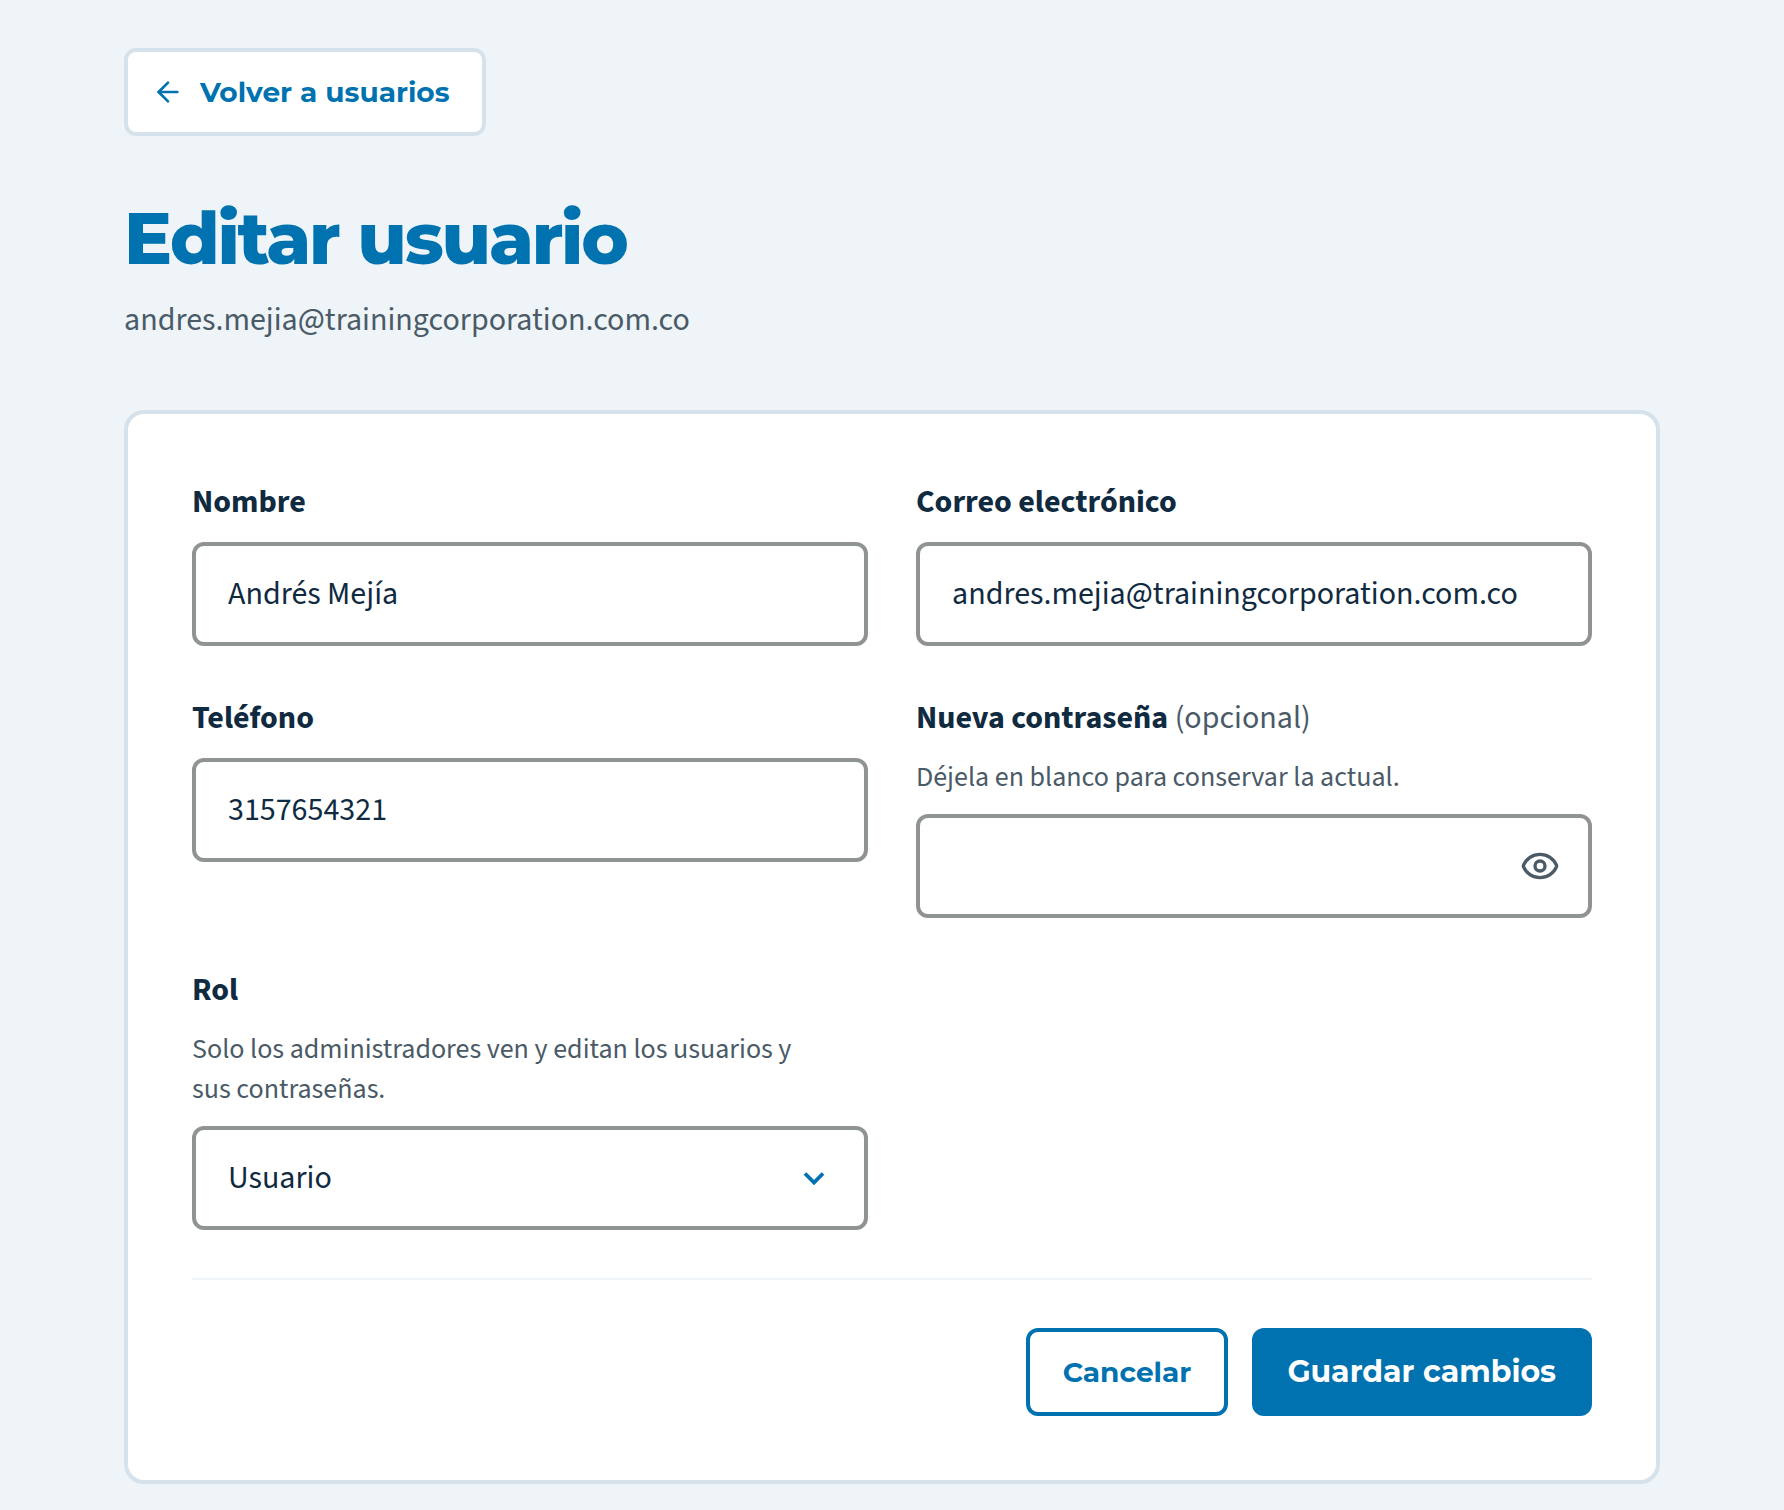 Volver a usuarios
Editar usuario
andres.mejia@trainingcorporation.com.co
Nombre
Andrés Mejía
Correo electrónico
andres.mejia@trainingcorporation.com.co
Teléfono
3157654321
Nueva contraseña (opcional)
Déjela en blanco para conservar la actual.
Rol
Solo los administradores ven y editan los usuarios y
sus contraseñas.
Usuario
Cancelar
Guardar cambios